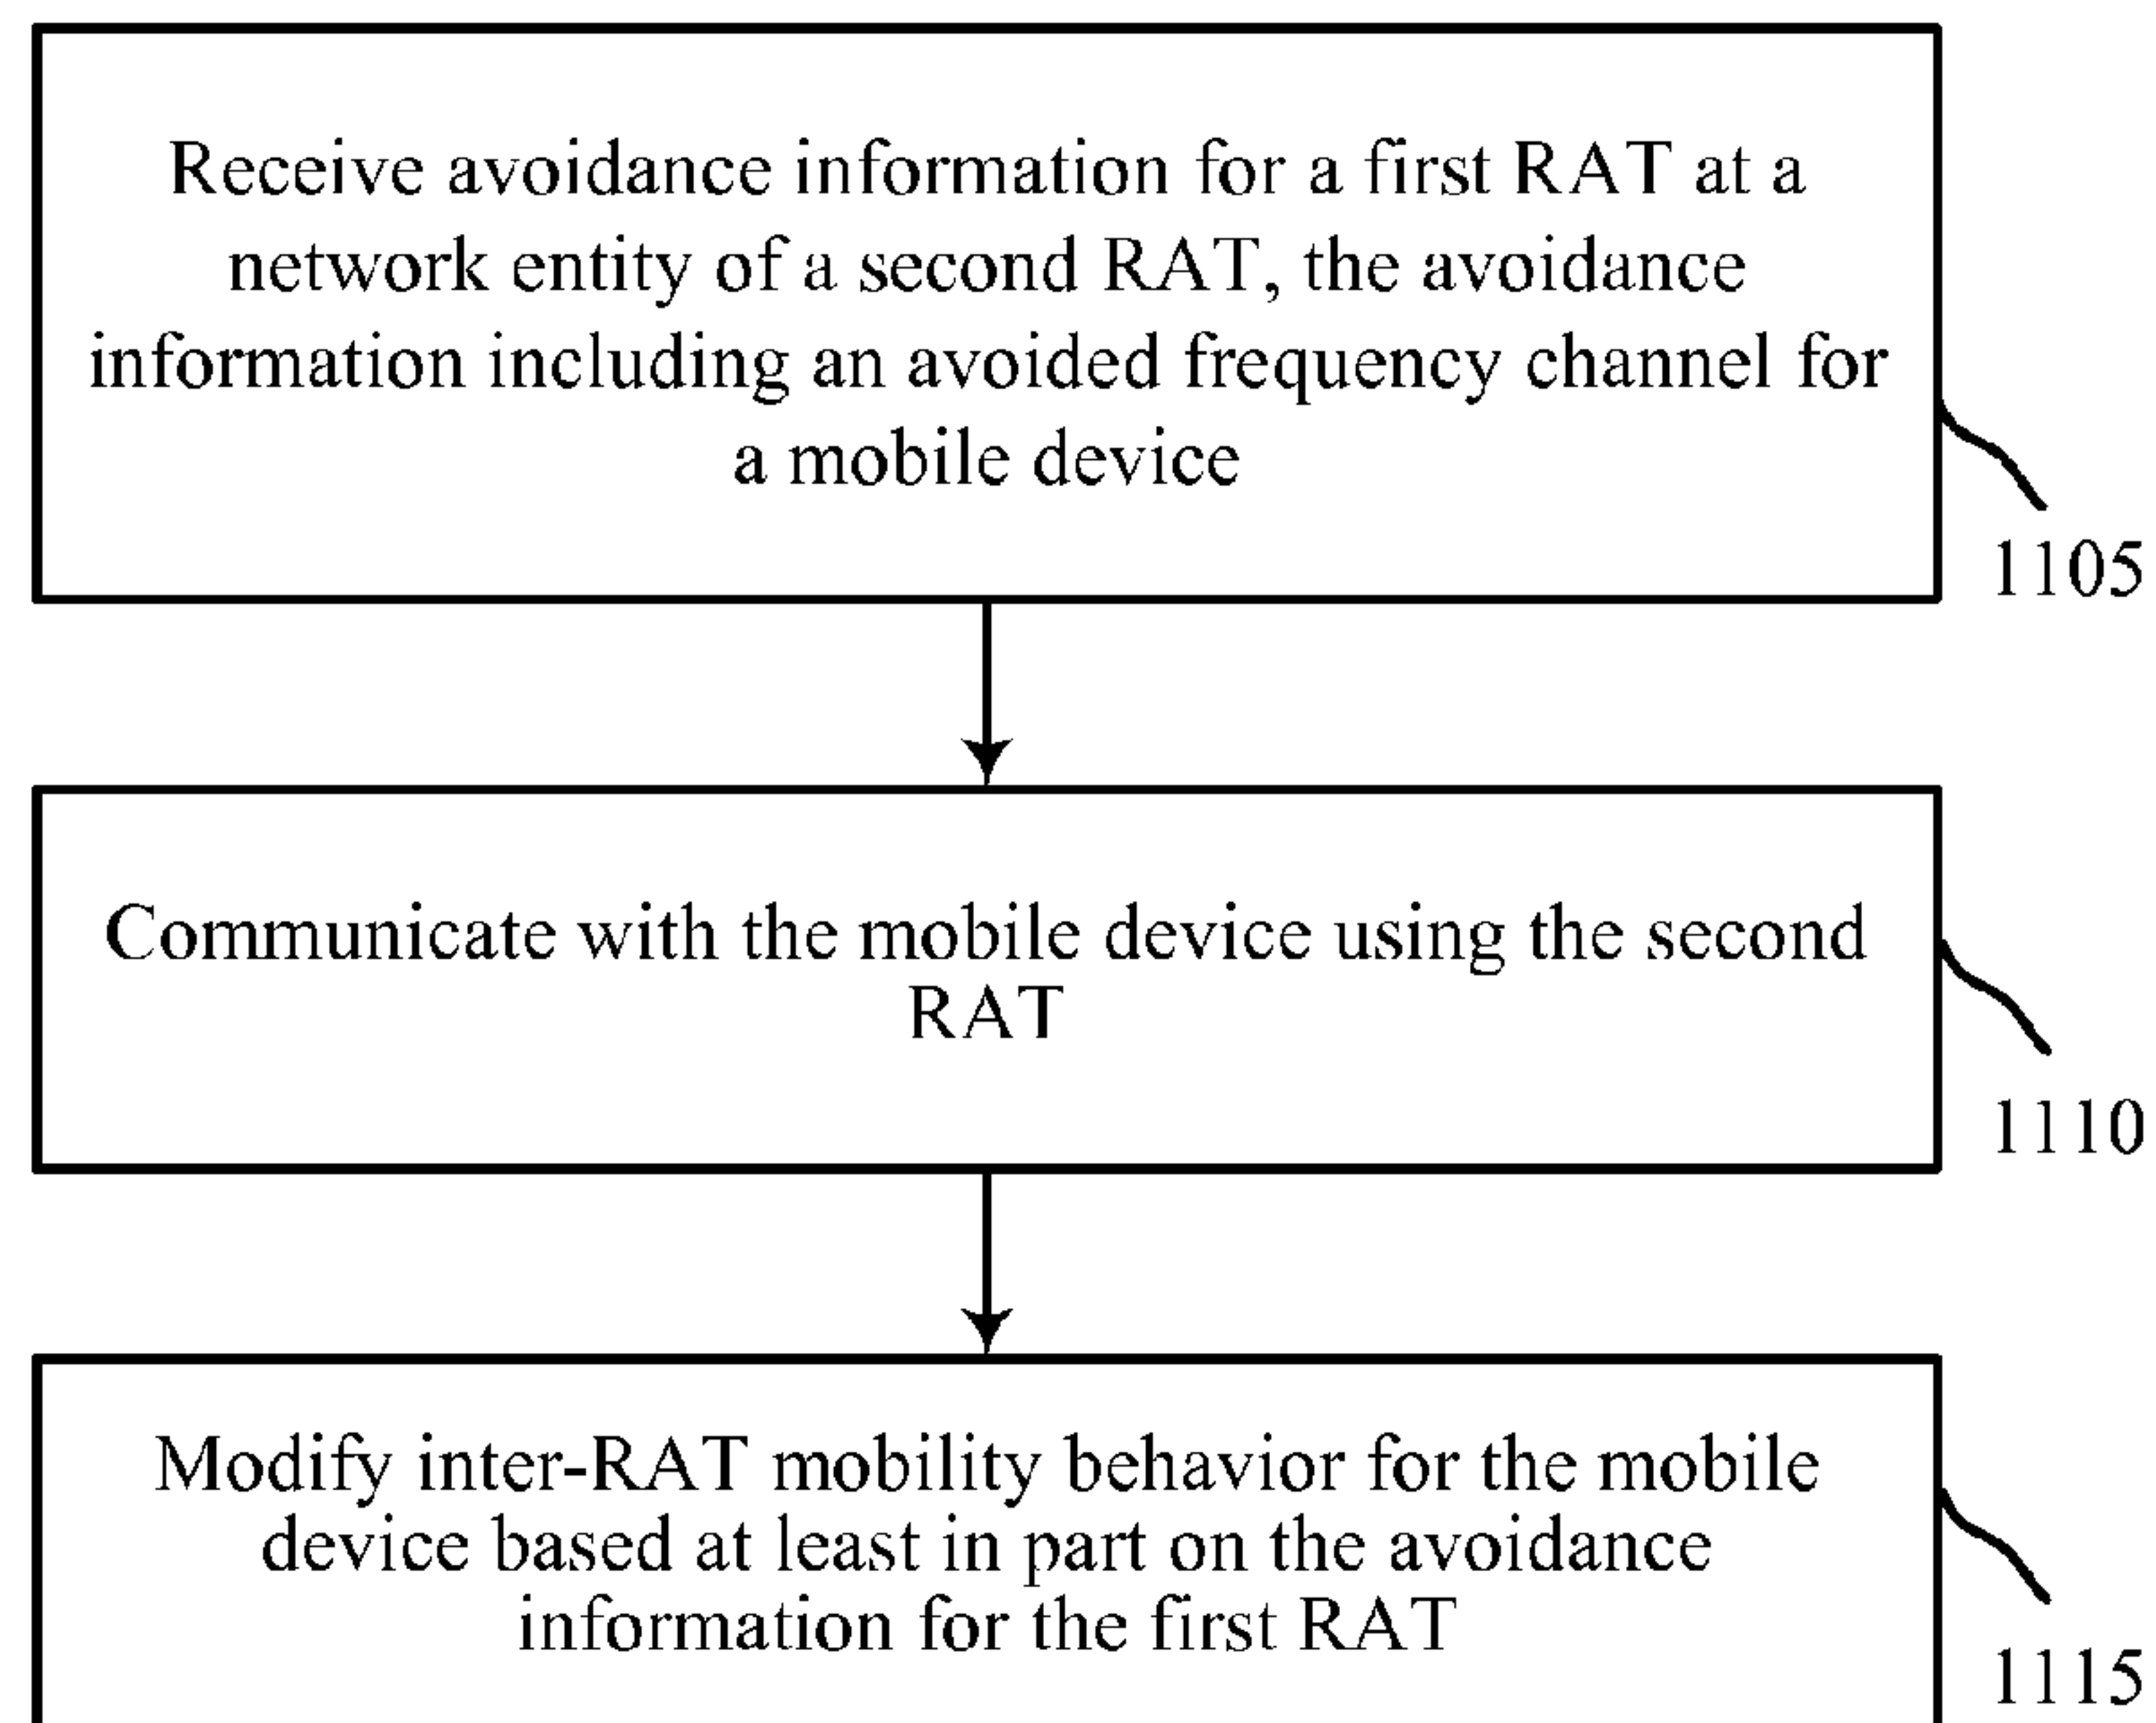 Receive avoidance information for a first RAT at a
network entity of a second RAT, the avoidance
information including an avoided frequency channel for
a mobile device
1105
Communicate with the mobile device using the second
RAT
1110
Modify inter-RAT mobility behavior for the mobile
device based at least in part on the avoidance
information for the first RAT
1115